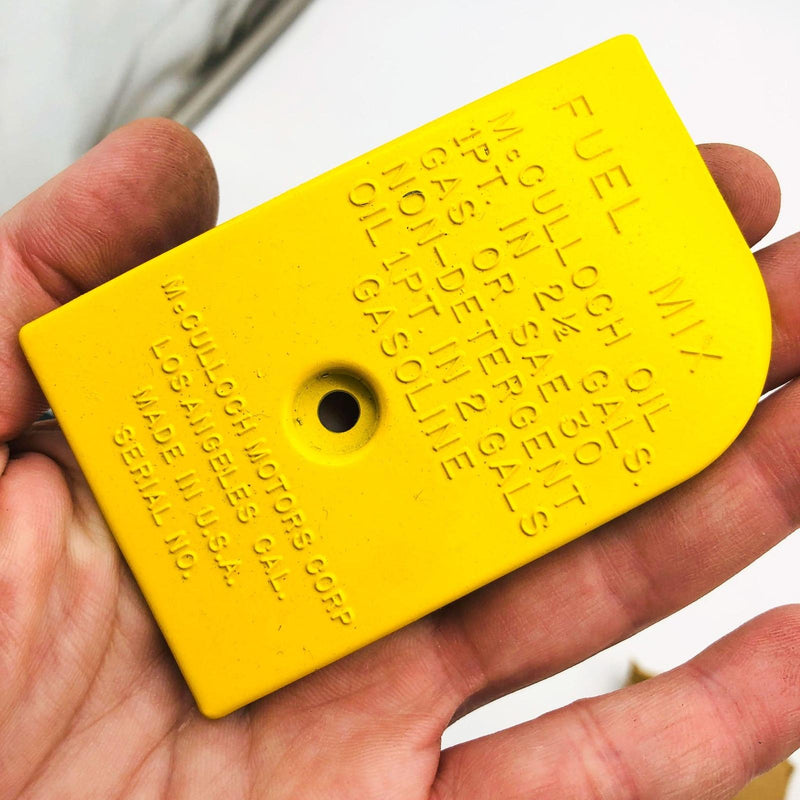 FUEL MIX
McCULLOCH OIL
1PT. IN 2½ GALS.
GAS OR SAE 30
NON-DETERGENT
OIL 1PT. IN 2 GALS
GASOLINE
McCULLOCH MOTORS CORP
LOS ANGELES CAL.
MADE IN U.S.A.
SERIAL NO.